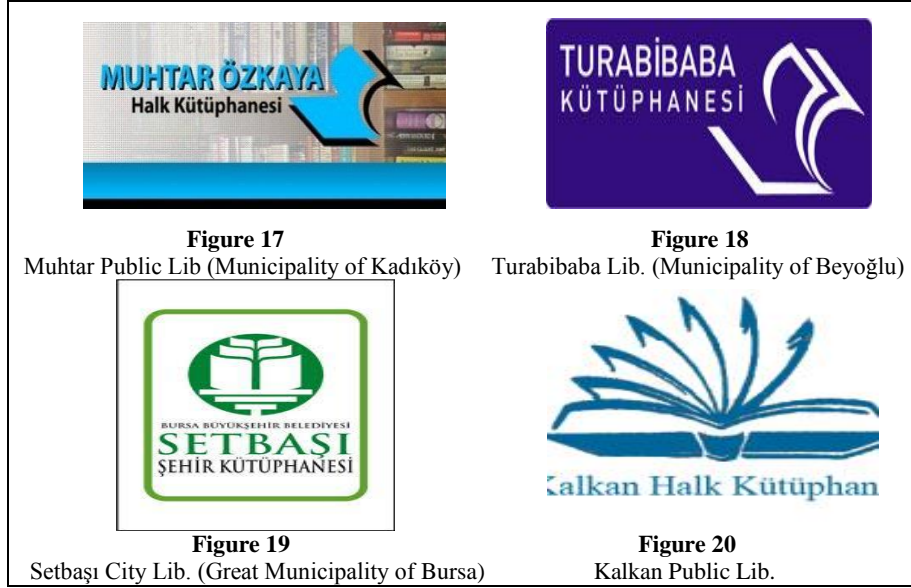 MUHTAR ÖZKAYA
Halk Kütüphanesi
TURABİBABA
KÜTÜPHANESİ
Figure 17
Muhtar Public Lib (Municipality of Kadıköy)
Figure 18
Turabibaba Lib. (Municipality of Beyoğlu)
BURSA BÜYÜKŞEHİR BELEDİYESİ
SETBAŞI
ŞEHİR KÜTÜPHANESİ
Kalkan Halk Kütüphan
Figure 19
Setbaşı City Lib. (Great Municipality of Bursa)
Figure 20
Kalkan Public Lib.